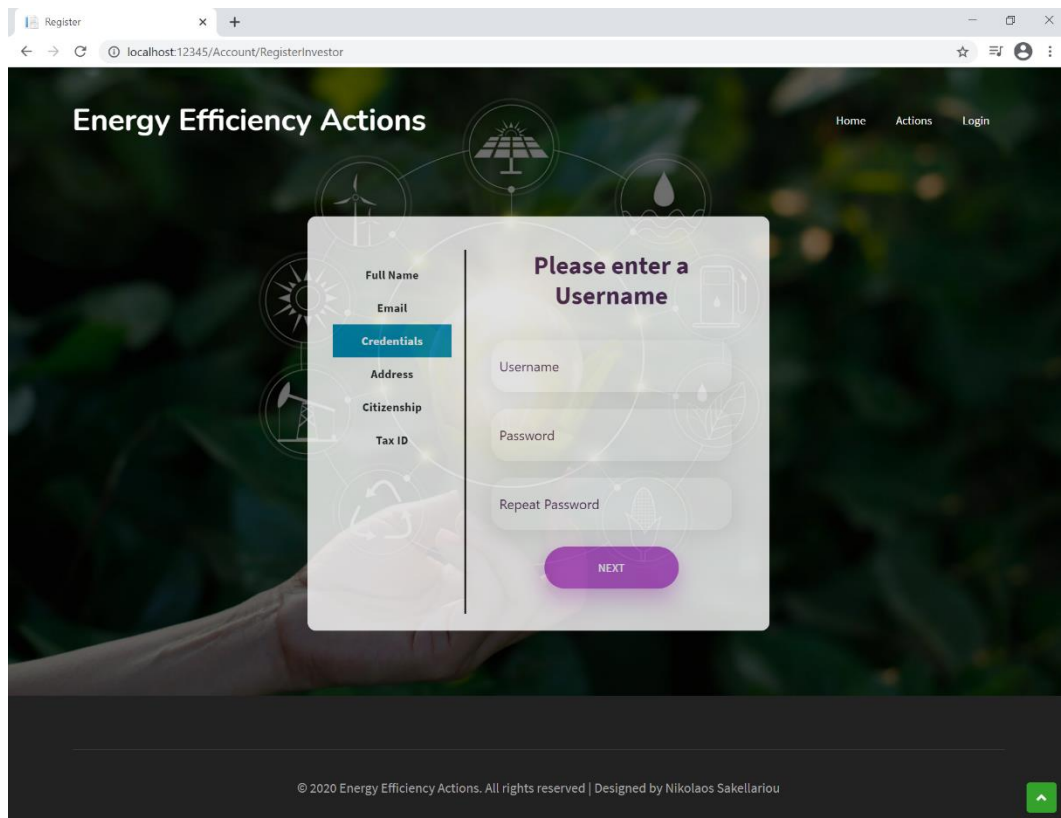 Register
localhost:12345/Account/RegisterInvestor
Energy Efficiency Actions
Home Actions Login
Full Name
Email
Credentials
Address
Citizenship
Tax ID
Please enter a
Username
Username
Password
Repeat Password
NEXT
© 2020 Energy Efficiency Actions. All rights reserved | Designed by Nikolaos Sakellariou